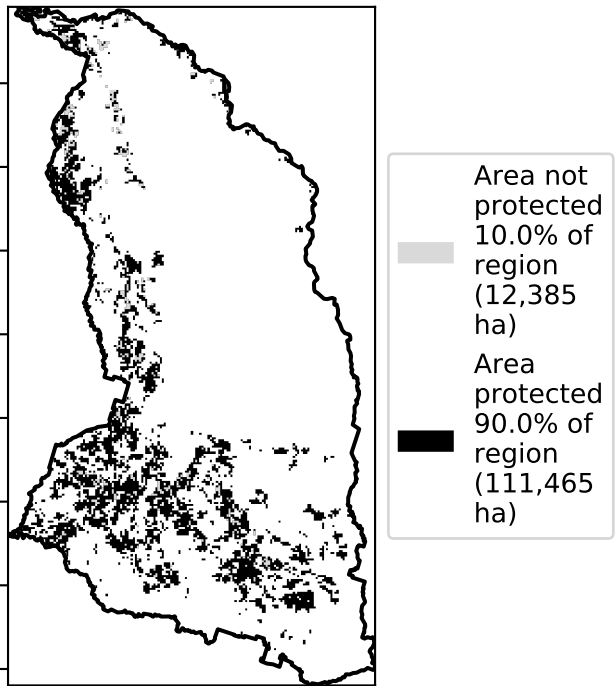 Area not
protected
10.0% of
region
(12,385
ha)
Area
protected
90.0% of
region
(111,465
ha)